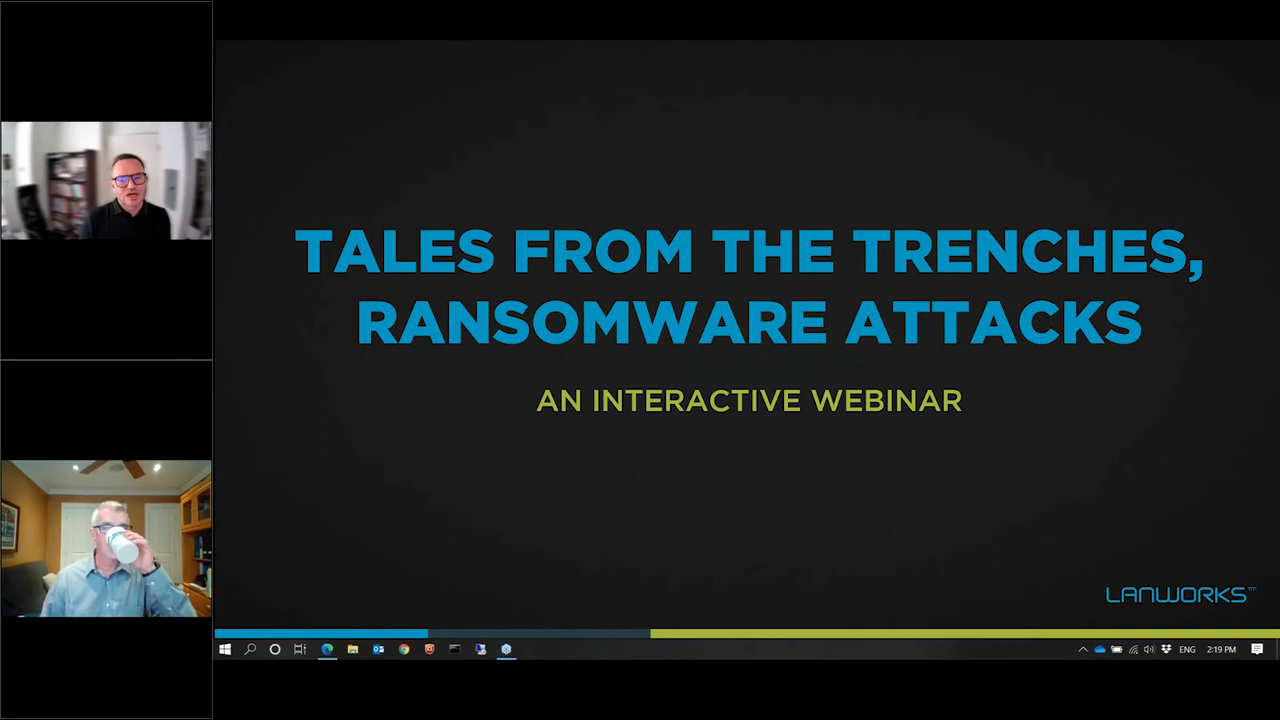 TALES FROM THE TRENCHES,
RANSOMWARE ATTACKS
AN INTERACTIVE WEBINAR
LANWORKS
ENG
2:19 PM